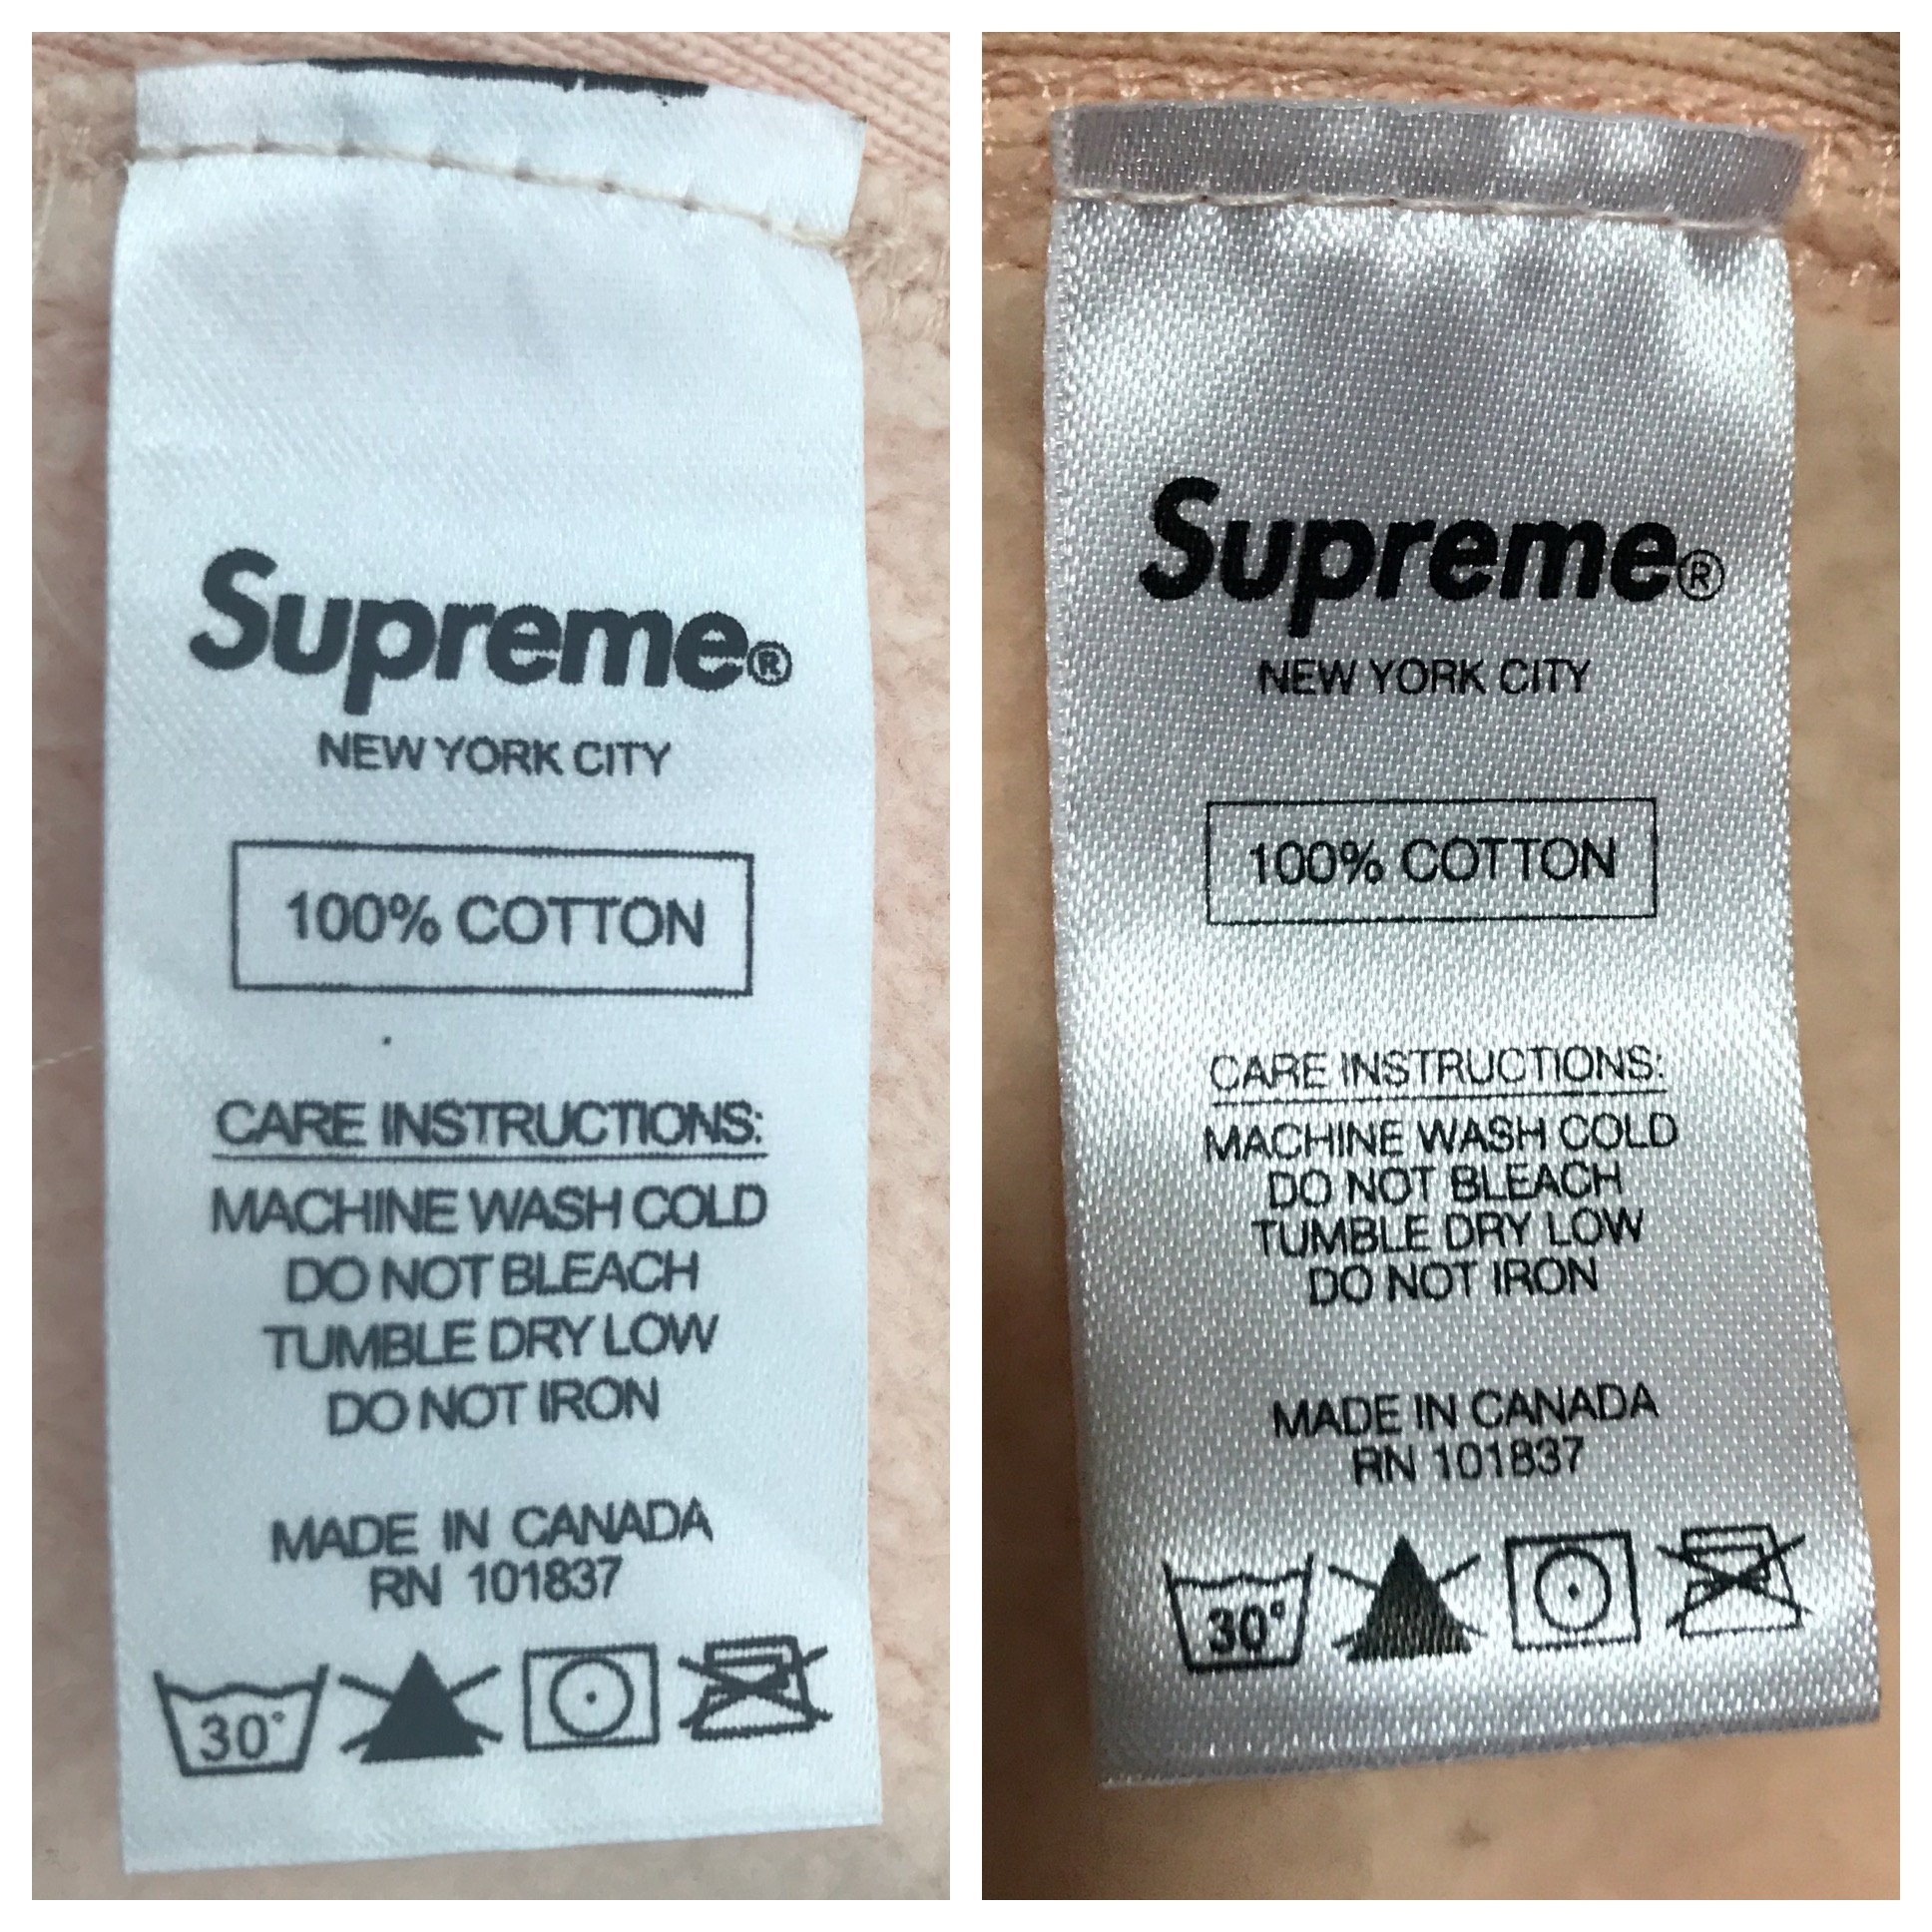 Supreme®
NEW YORK CITY
100% COTTON
CARE INSTRUCTIONS:
MACHINE WASH COLD
DO NOT BLEACH
TUMBLE DRY LOW
DO NOT IRON
MADE IN CANADA
RN 101837
30°
Supreme®
NEW YORK CITY
100% COTTON
CARE INSTRUCTIONS:
MACHINE WASH COLD
DO NOT BLEACH
TUMBLE DRY LOW
DO NOT IRON
MADE IN CANADA
RN 101837
30°